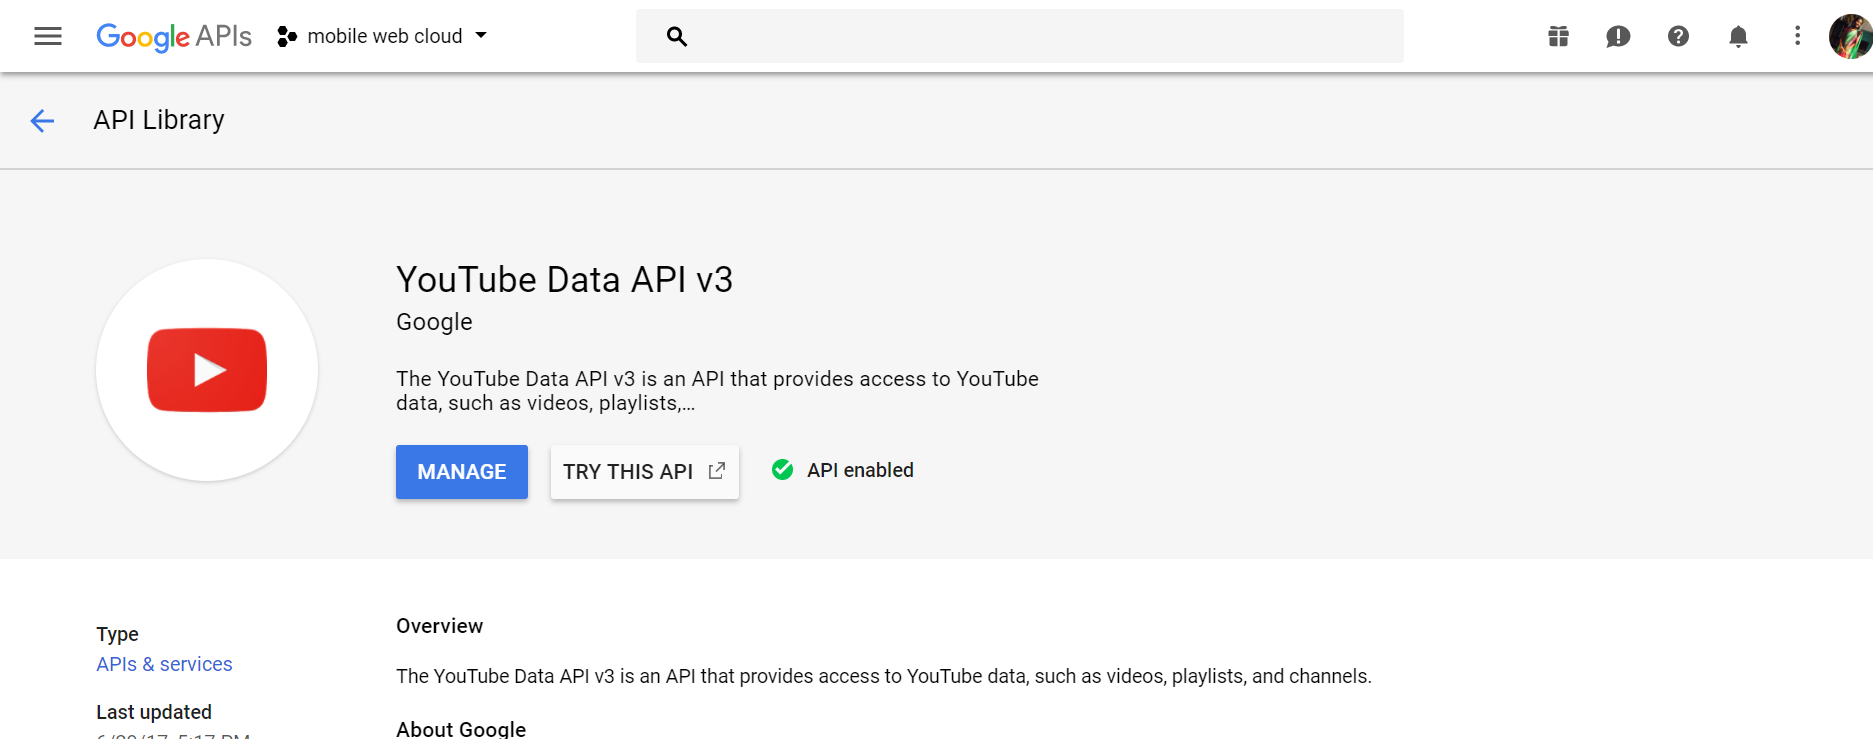 Google APIs mobile web cloud
API Library
YouTube Data API v3
Google
The YouTube Data API v3 is an API that provides access to YouTube
data, such as videos, playlists,...
MANAGE TRY THIS API API enabled
Type
APIs & services
Last updated
Overview
The YouTube Data API v3 is an API that provides access to YouTube data, such as videos, playlists, and channels.
About Google